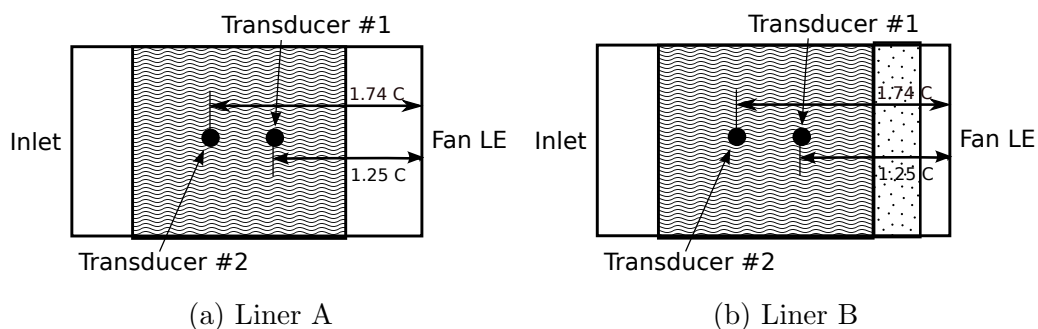 Transducer #1
1.74 C
Inlet
Fan LE
1.25 C
Transducer #2
(a) Liner A
Transducer #1
1.74 C
Inlet
Fan LE
1.25 C
Transducer #2
(b) Liner B